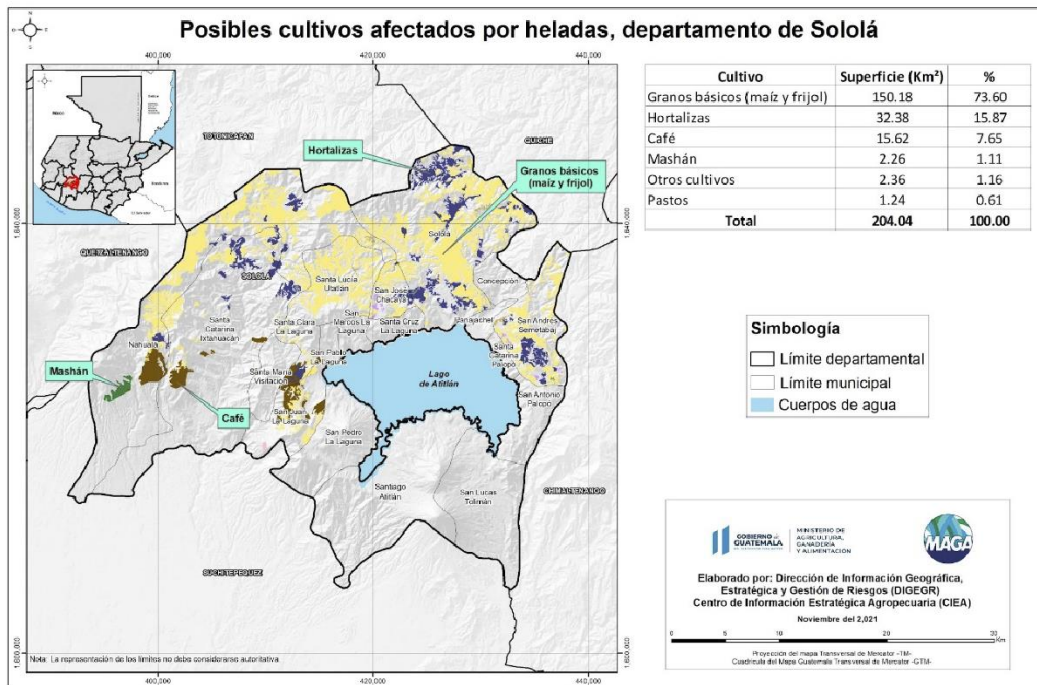 Posibles cultivos afectados por heladas, departamento de Sololá
400,000
420,000
440,000
1,640,000
1,600,000
TOTONICAPAN
QUICHE
QUEZALTENANGO
SOLOLA
CHIMALTENANGO
SUCHITEPEQUEZ
Hortalizas
Granos básicos
(maíz y frijol)
Mashán
Café
Sololá
Concepción
Santa Lucía
Utatlán
San José
Chacaya
Panajachel
San Andrés
Semetabaj
Santa
Catarina
Palopó
San Antonio
Palopó
Santa
Catarina
Ixtahuacán
Nahualá
Santa Clara
La Laguna
San
Marcos La
Laguna
Santa Cruz
La Laguna
San Pablo
La Laguna
Santa María
Visitación
San Juan
La Laguna
San Pedro
La Laguna
Lago
de Atitlán
Santiago
Atitlán
San Lucas
Tolimán
Nota: La representación de los límites no debe considerarse autoritativa.
400,000
420,000
440,000
Cultivo Superficie (Km²) %
Granos básicos (maíz y frijol) 150.18 73.60
Hortalizas 32.38 15.87
Café 15.62 7.65
Mashán 2.26 1.11
Otros cultivos 2.36 1.16
Pastos 1.24 0.61
Total 204.04 100.00
Simbología
Límite departamental
Límite municipal
Cuerpos de agua
GOBIERNO de
GUATEMALA
MINISTERIO DE
AGRICULTURA,
GANADERÍA
Y ALIMENTACIÓN
MAGA
Elaborado por: Dirección de Información Geográfica,
Estratégica y Gestión de Riesgos (DIGEGR)
Centro de Información Estratégica Agropecuaria (CIEA)
Noviembre del 2,021
0 5 10 20 30
Km
Proyección del mapa Transversal de Mercator -TM-
Cuadrícula del Mapa Guatemala Transversal de Mercator -GTM-